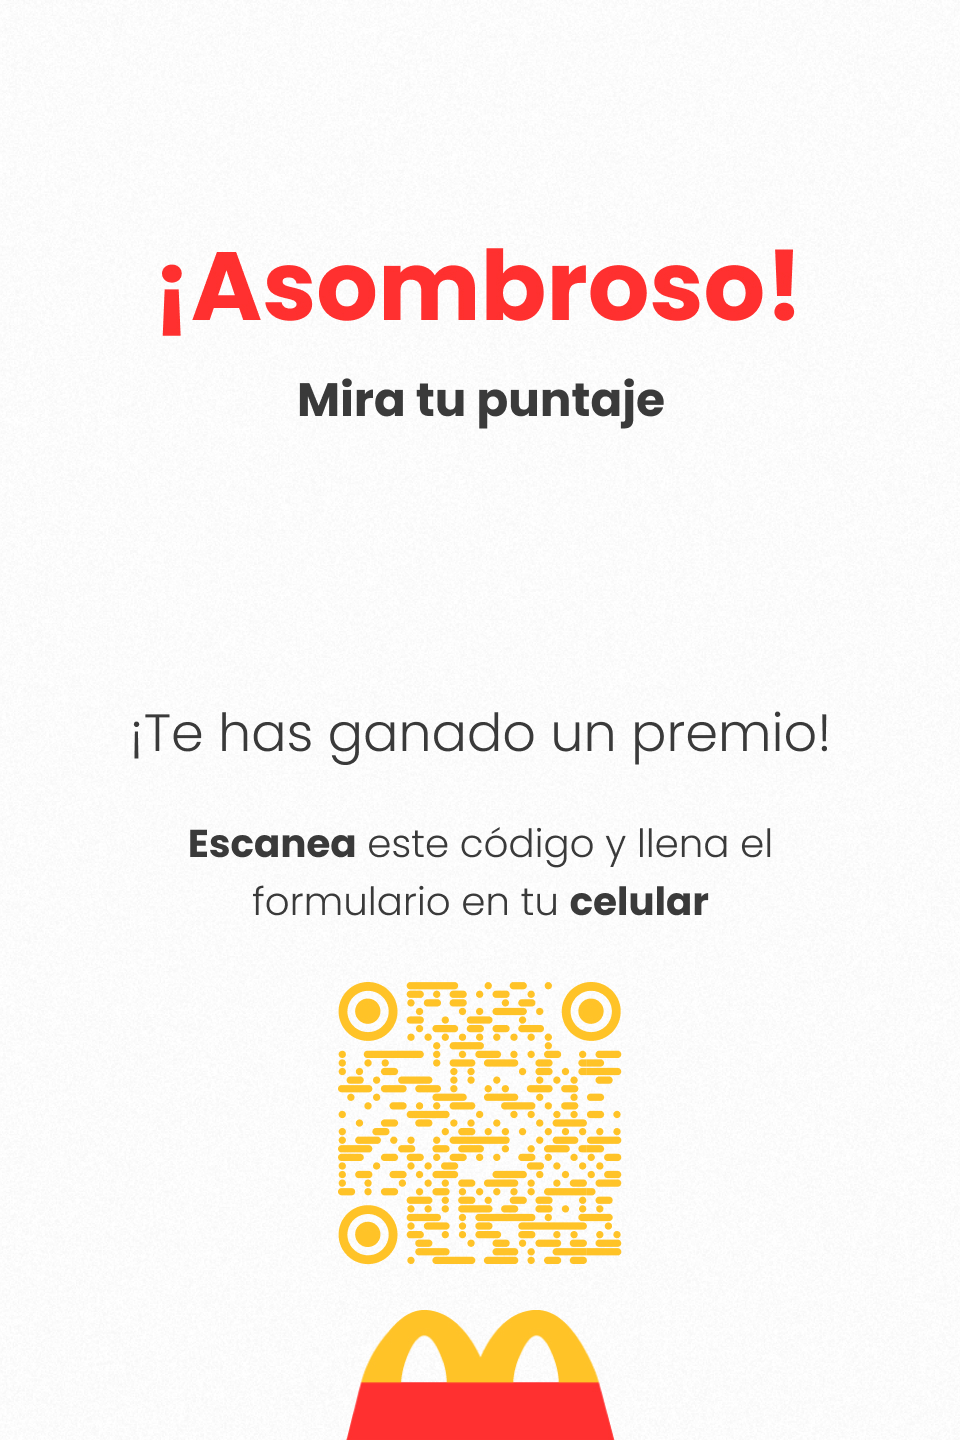 ¡Asombroso!
Mira tu puntaje
¡Te has ganado un premio!
Escanea este código y llena el
formulario en tu celular